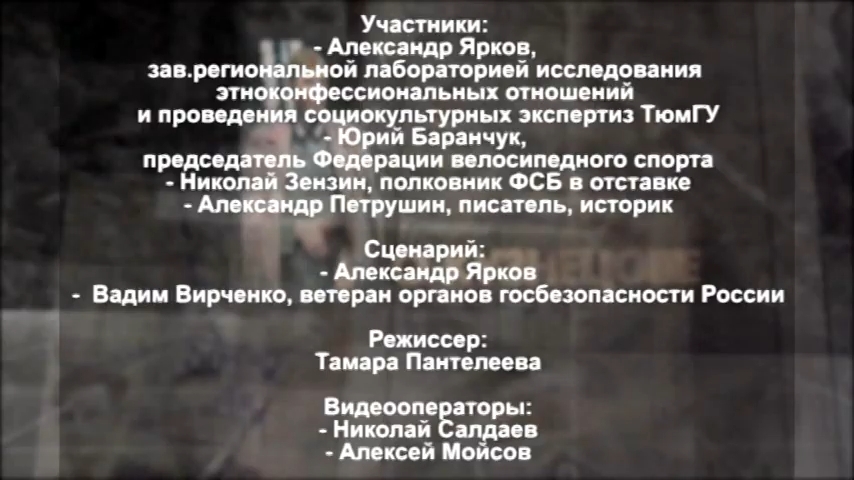 Участники:
- Александр Ярков,
зав.региональной лабораторией исследования
этноконфессиональных отношений
и проведения социокультурных экспертиз ТюмГУ
- Юрий Баранчук,
председатель Федерации велосипедного спорта
- Николай Зензин, полковник ФСБ в отставке
- Александр Петрушин, писатель, историк
Сценарий:
- Александр Ярков
- Вадим Вирченко, ветеран органов госбезопасности России
Режиссер:
Тамара Пантелеева
Видеооператоры:
- Николай Салдаев
- Алексей Мойсов